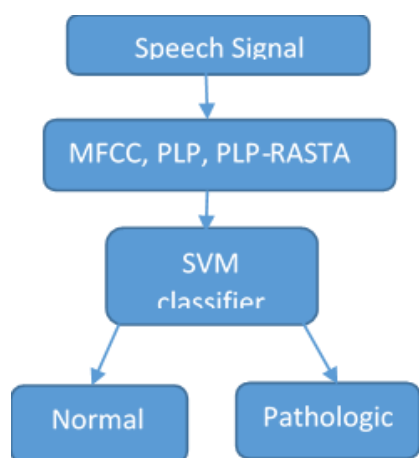 Speech Signal
MFCC, PLP, PLP-RASTA
SVM
classifier
Normal
Pathologic